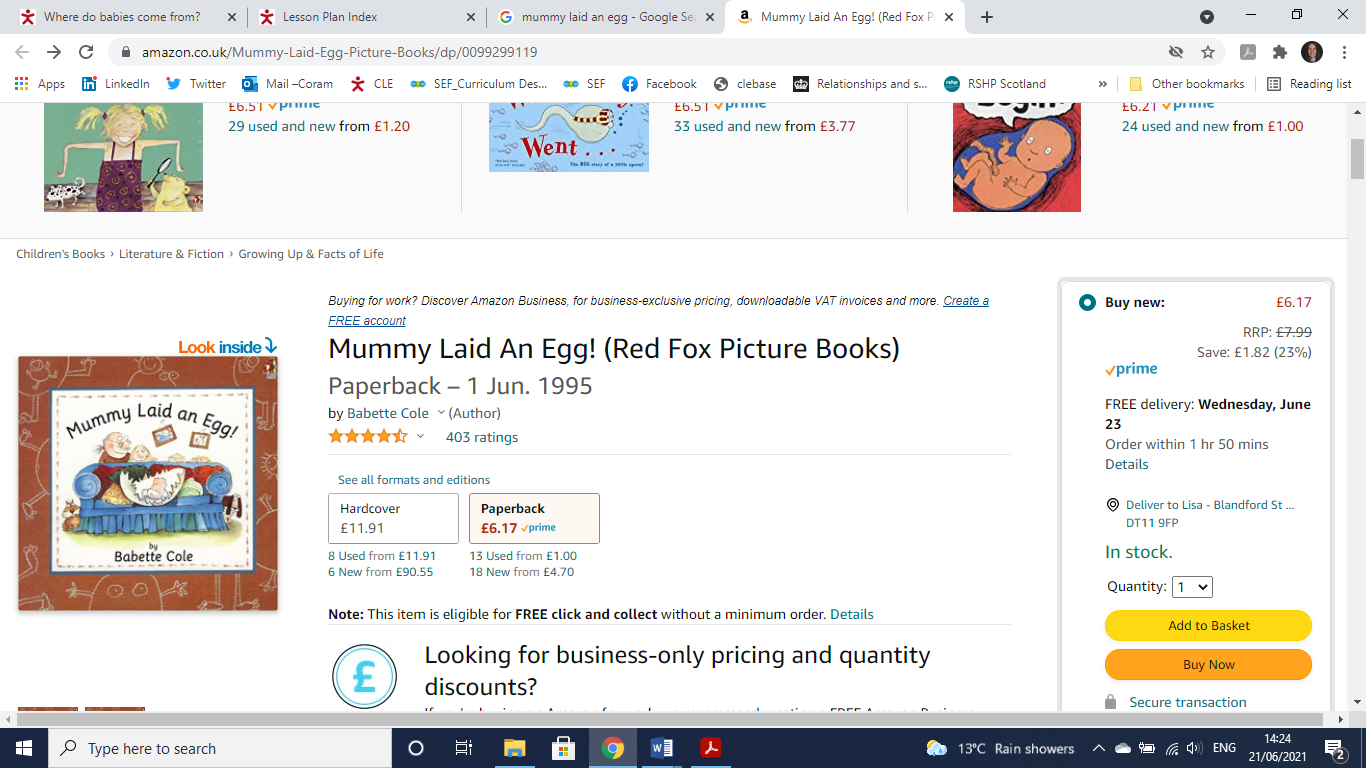 Where do babies come from?
Lesson Plan Index
mummy laid an egg - Google Se
Mummy Laid An Egg! (Red Fox P
amazon.co.uk/Mummy-Laid-Egg-Picture-Books/dp/0099299119
Apps
LinkedIn
Twitter
Mail –Coram
CLE
SEF_Curriculum Des...
SEF
Facebook
clebase
Relationships and s...
RSHP Scotland
»
Other bookmarks
Reading list
£6.51 prime
29 used and new from £1.20
Went . . .
The BIG story of a little sperm!
£6.51 prime
33 used and new from £3.77
£6.21 prime
24 used and new from £1.00
Children's Books › Literature & Fiction › Growing Up & Facts of Life
Buying for work? Discover Amazon Business, for business-exclusive pricing, downloadable VAT invoices and more. Create a
FREE account
Look inside
Mummy Laid an Egg!
by
Babette Cole
Mummy Laid An Egg! (Red Fox Picture Books)
Paperback – 1 Jun. 1995
by Babette Cole (Author)
403 ratings
See all formats and editions
Hardcover
£11.91
Paperback
£6.17 prime
8 Used from £11.91
6 New from £90.55
13 Used from £1.00
18 New from £4.70
Note: This item is eligible for FREE click and collect without a minimum order. Details
£
Looking for business-only pricing and quantity
discounts?
Buy new:
£6.17
RRP: £7.99
Save: £1.82 (23%)
prime
FREE delivery: Wednesday, June
23
Order within 1 hr 50 mins
Details
Deliver to Lisa - Blandford St ...
DT11 9FP
In stock.
Quantity: 1
Add to Basket
Buy Now
Secure transaction
Type here to search
13°C Rain showers
ENG
14:24
21/06/2021
2